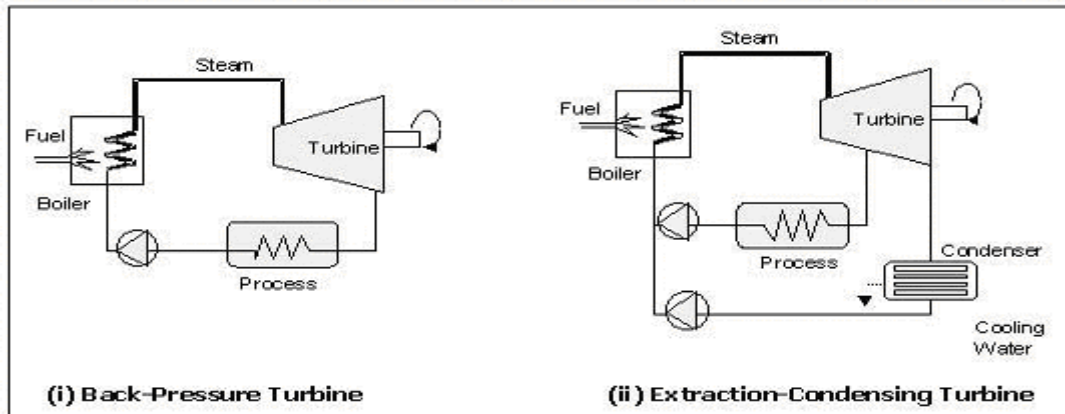 Steam
Fuel
Turbine
Boiler
Process
(i) Back-Pressure Turbine
Steam
Fuel
Turbine
Boiler
Process
Condenser
Cooling
Water
(ii) Extraction-Condensing Turbine